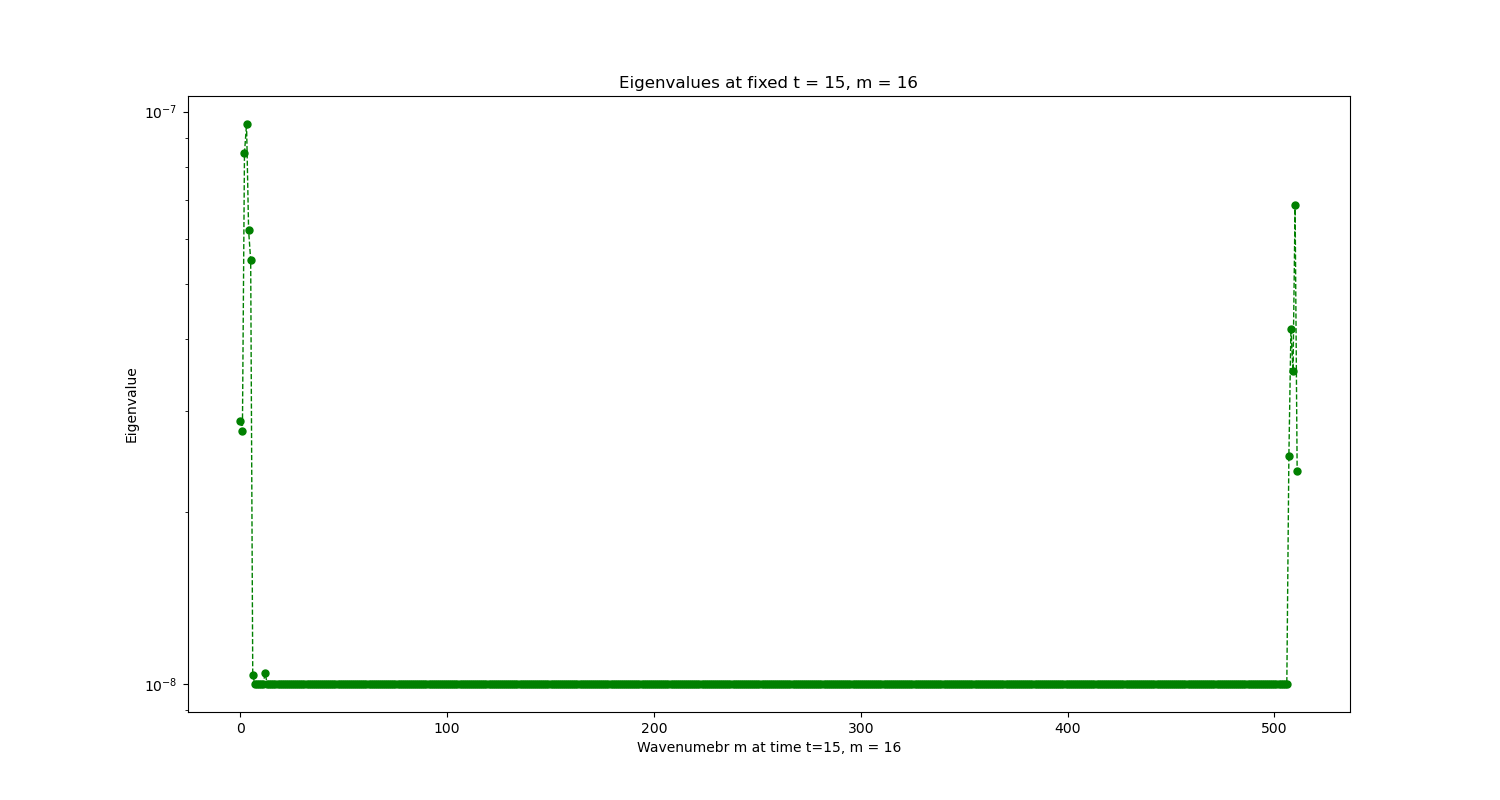 Eigenvalues at fixed t = 15, m = 16
10⁻⁷
10⁻⁸
Eigenvalue
0 100 200 300 400 500
Wavenumebr m at time t=15, m = 16